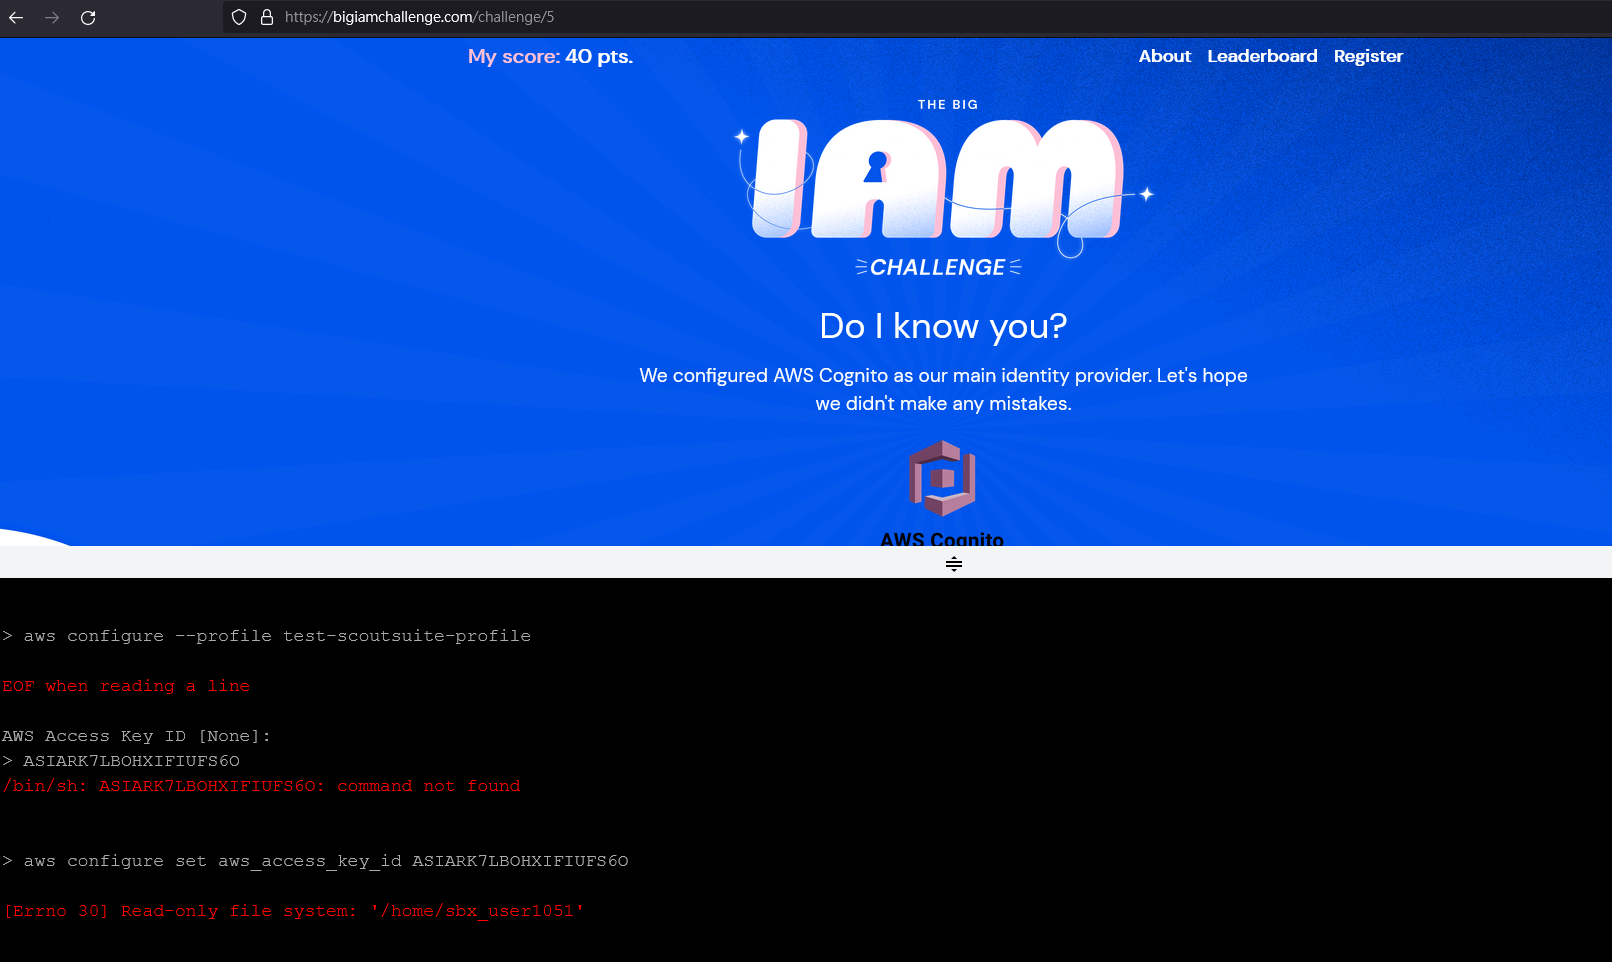 https://bigiamchallenge.com/challenge/5
My score: 40 pts.
About Leaderboard Register
THE BIG
IAM
CHALLENGE
Do I know you?
We configured AWS Cognito as our main identity provider. Let's hope
we didn't make any mistakes.
AWS Cognito
> aws configure --profile test-scoutsuite-profile
EOF when reading a line
AWS Access Key ID [None]:
> ASIARK7LBOHXIFIUFS6O
/bin/sh: ASIARK7LBOHXIFIUFS6O: command not found
> aws configure set aws_access_key_id ASIARK7LBOHXIFIUFS6O
[Errno 30] Read-only file system: '/home/sbx_user1051'